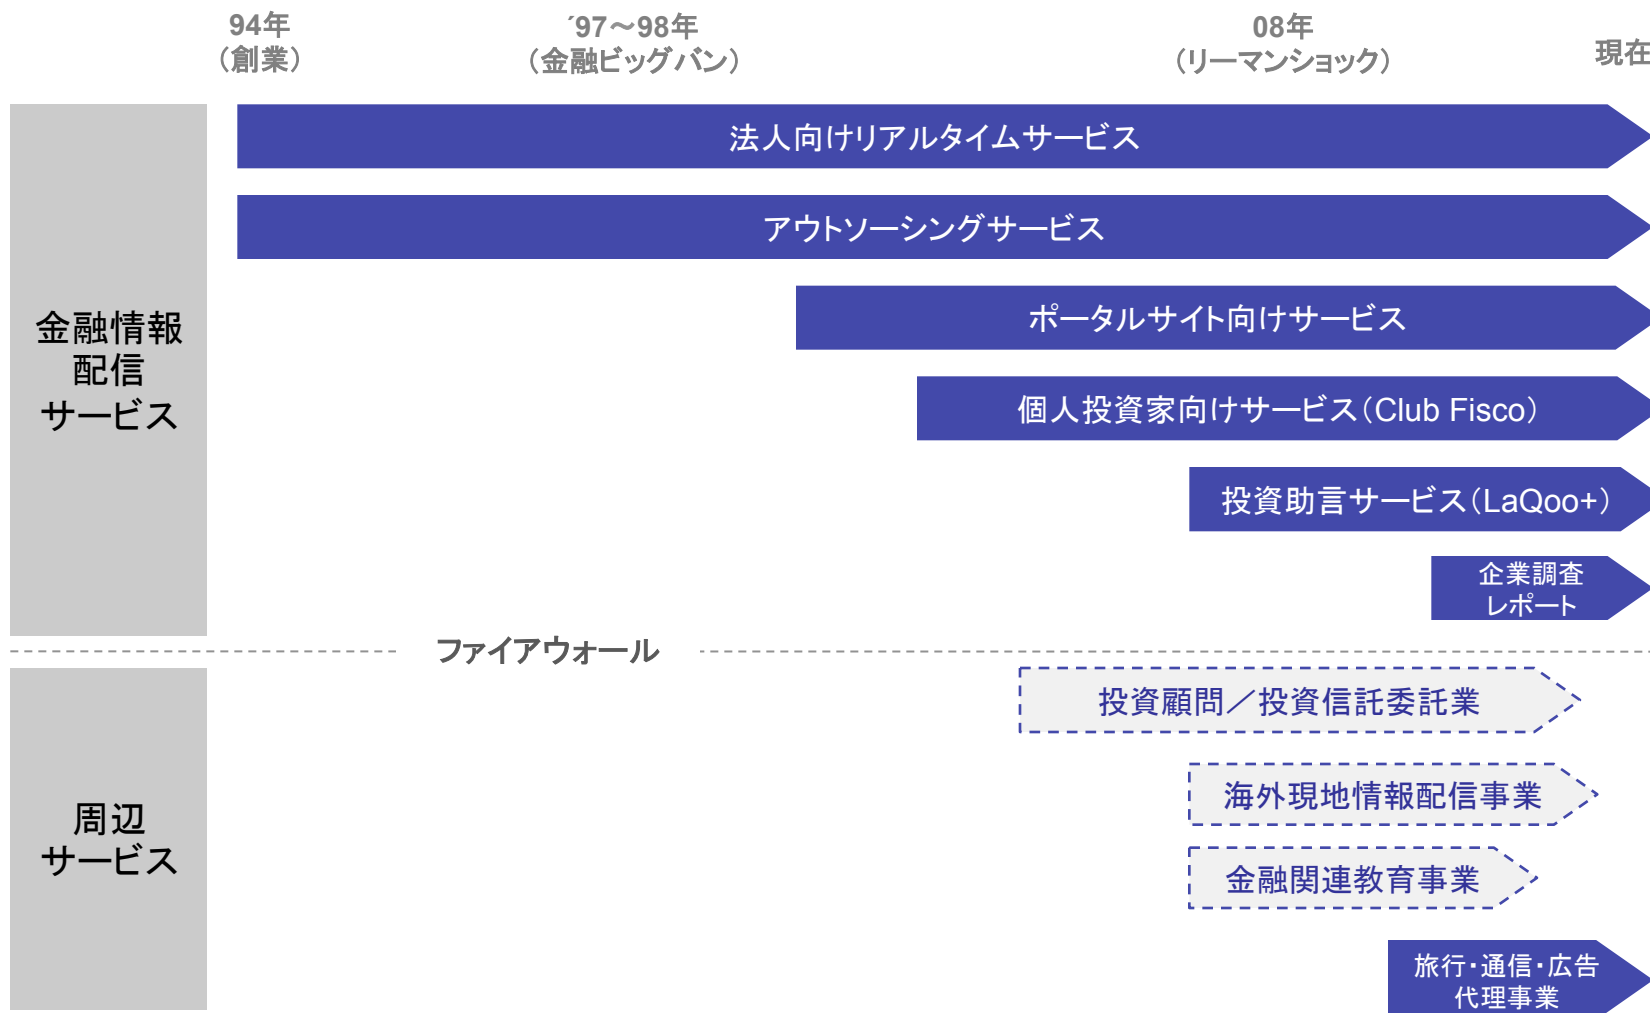 94年
（創業）
´97～98年
（金融ビッグバン）
08年
（リーマンショック）
現在
金融情報
配信
サービス
法人向けリアルタイムサービス
アウトソーシングサービス
ポータルサイト向けサービス
個人投資家向けサービス（Club Fisco）
投資助言サービス（LaQoo+）
企業調査
レポート
ファイアウォール
周辺
サービス
投資顧問／投資信託委託業
海外現地情報配信事業
金融関連教育事業
旅行・通信・広告
代理事業